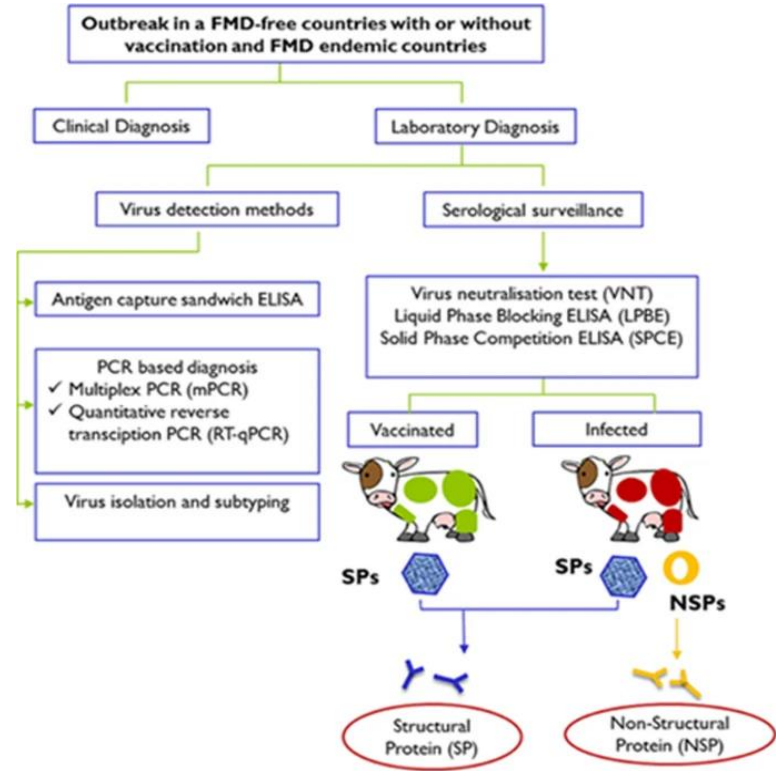 Outbreak in a FMD-free countries with or without
vaccination and FMD endemic countries
Clinical Diagnosis
Laboratory Diagnosis
Virus detection methods
Serological surveillance
Antigen capture sandwich ELISA
PCR based diagnosis
✓ Multiplex PCR (mPCR)
✓ Quantitative reverse
transciption PCR (RT-qPCR)
Virus isolation and subtyping
Virus neutralisation test (VNT)
Liquid Phase Blocking ELISA (LPBE)
Solid Phase Competition ELISA (SPCE)
Vaccinated
Infected
SPs
SPs
NSPs
Structural
Protein (SP)
Non-Structural
Protein (NSP)